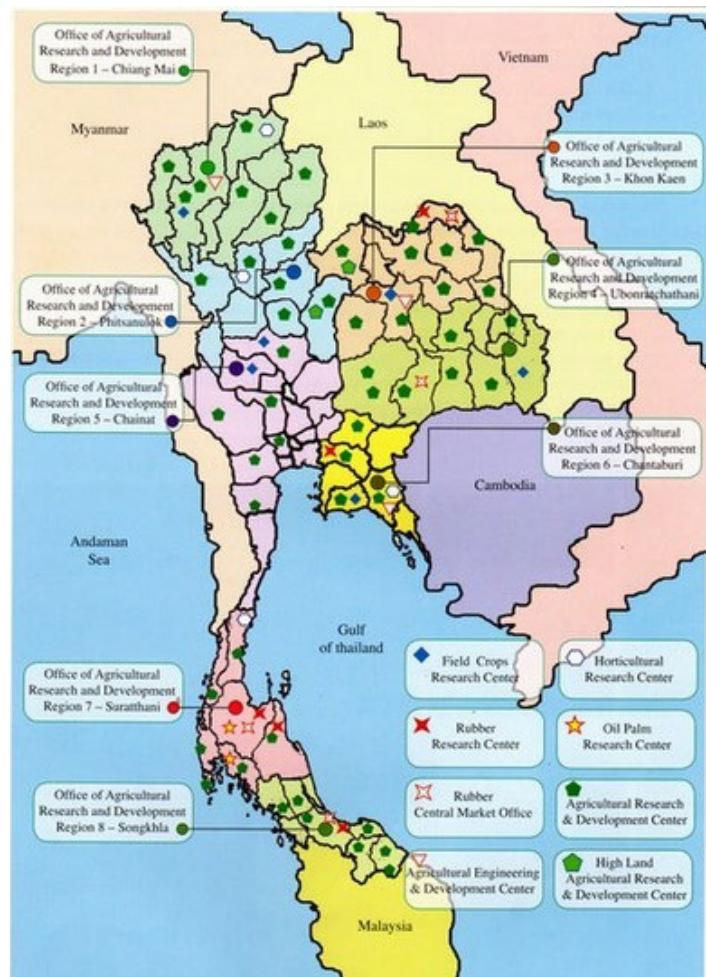 Office of Agricultural
Research and Development
Region 1 – Chiang Mai
Vietnam
Myanmar
Laos
Office of Agricultural
Research and Development
Region 3 – Khon Kaen
Office of Agricultural
Research and Development
Region 4 – Ubonratchathani
Office of Agricultural
Research and Development
Region 2 – Phitsanulok
Office of Agricultural
Research and Development
Region 5 – Chainat
Office of Agricultural
Research and Development
Region 6 – Chantaburi
Cambodia
Andaman
Sea
Gulf
of thailand
Field Crops
Research Center
Horticultural
Research Center
Office of Agricultural
Research and Development
Region 7 – Suratthani
Rubber
Research Center
Oil Palm
Research Center
Office of Agricultural
Research and Development
Region 8 – Songkhla
Rubber
Central Market Office
Agricultural Research
& Development Center
Agricultural Engineering
& Development Center
High Land
Agricultural Research
& Development Center
Malaysia